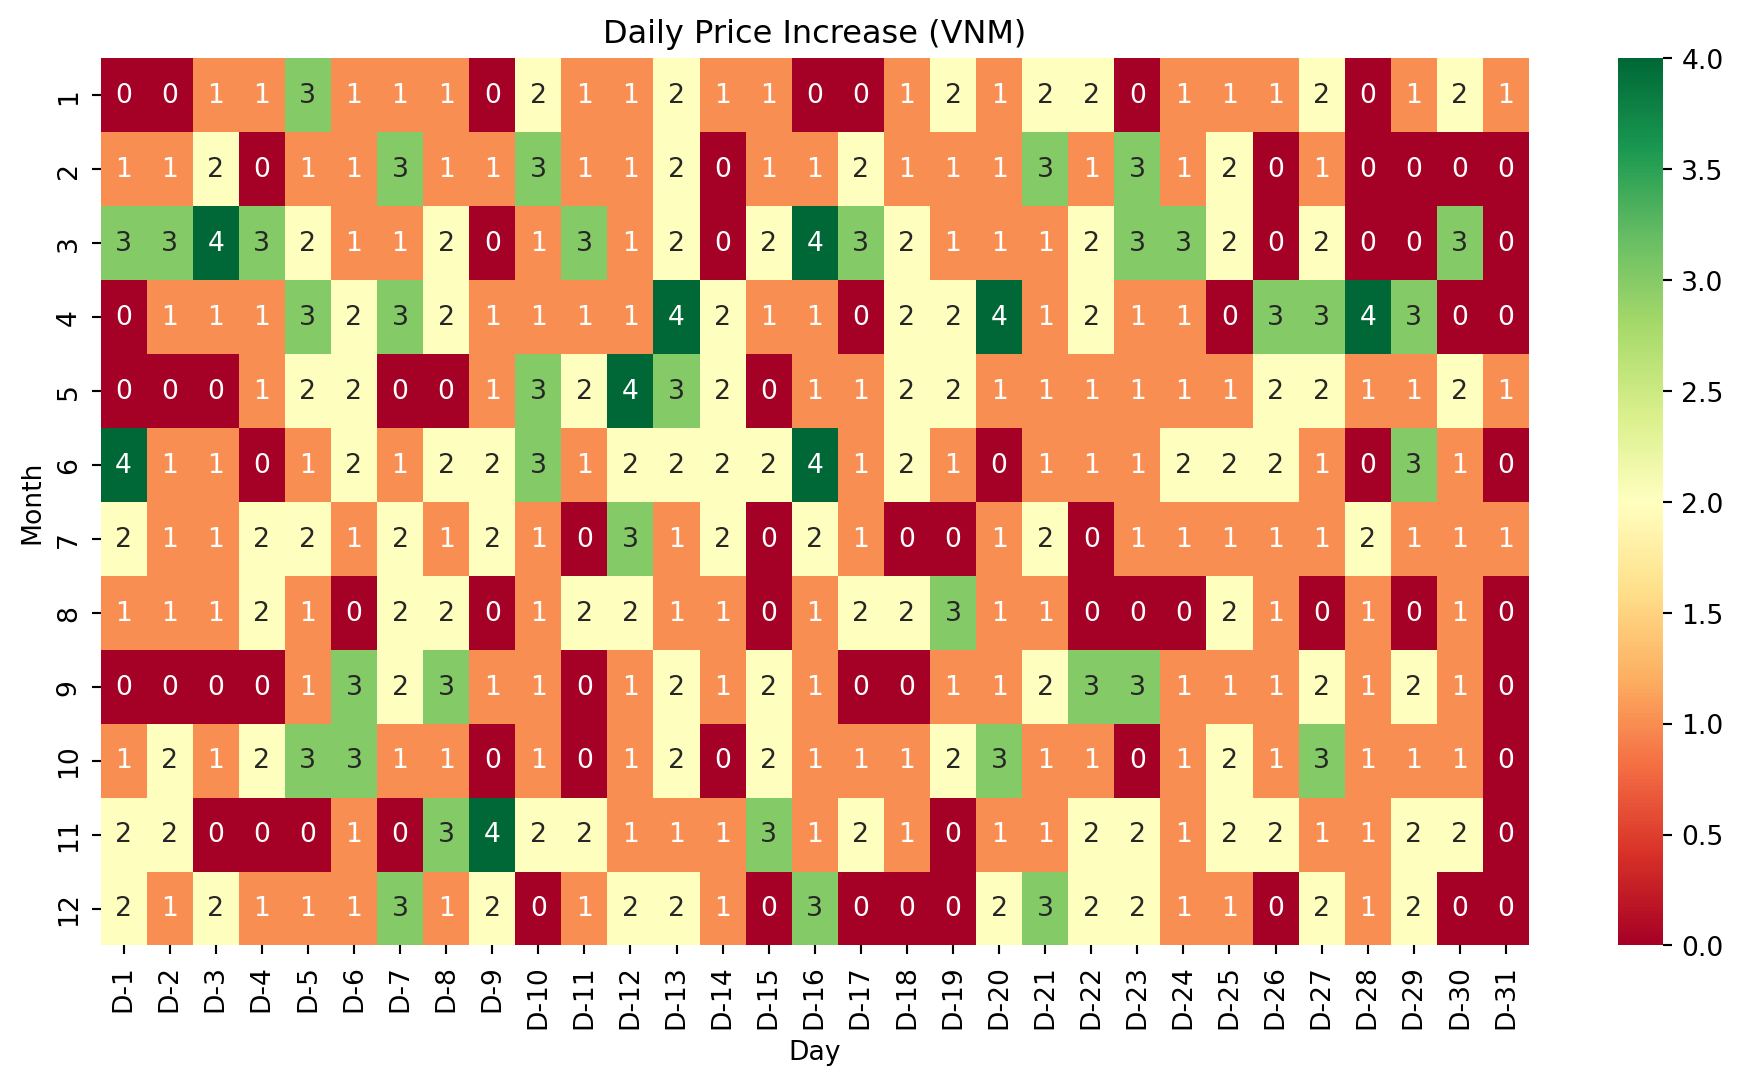 Daily Price Increase (VNM)
1 0 0 1 1 3 1 1 1 0 2 1 1 2 1 1 0 0 1 2 1 2 2 0 1 1 1 2 0 1 2 1
2 1 1 2 0 1 1 3 1 1 3 1 1 2 0 1 1 2 1 1 1 3 1 3 1 2 0 1 0 0 0 0
3 3 3 4 3 2 1 1 2 0 1 3 1 2 0 2 4 3 2 1 1 1 2 3 3 2 0 2 0 0 3 0
4 0 1 1 1 3 2 3 2 1 1 1 1 4 2 1 1 0 2 2 4 1 2 1 1 0 3 3 4 3 0 0
5 0 0 0 1 2 2 0 0 1 3 2 4 3 2 0 1 1 2 2 1 1 1 1 1 1 2 2 1 1 2 1
6 4 1 1 0 1 2 1 2 2 3 1 2 2 2 2 4 1 2 1 0 1 1 1 2 2 2 1 0 3 1 0
7 2 1 1 2 2 1 2 1 2 1 0 3 1 2 0 2 1 0 0 1 2 0 1 1 1 1 1 2 1 1 1
8 1 1 1 2 1 0 2 2 0 1 2 2 1 1 0 1 2 2 3 1 1 0 0 0 2 1 0 1 0 1 0
9 0 0 0 0 1 3 2 3 1 1 0 1 2 1 2 1 0 0 1 1 2 3 3 1 1 1 2 1 2 1 0
10 1 2 1 2 3 3 1 1 0 1 0 1 2 0 2 1 1 1 2 3 1 1 0 1 2 1 3 1 1 1 0
11 2 2 0 0 0 1 0 3 4 2 2 1 1 1 3 1 2 1 0 1 1 2 2 1 2 2 1 1 2 2 0
12 2 1 2 1 1 1 3 1 2 0 1 2 2 1 0 3 0 0 0 2 3 2 2 1 1 0 2 1 2 0 0
D-1 D-2 D-3 D-4 D-5 D-6 D-7 D-8 D-9 D-10 D-11 D-12 D-13 D-14 D-15 D-16 D-17 D-18 D-19 D-20 D-21 D-22 D-23 D-24 D-25 D-26 D-27 D-28 D-29 D-30 D-31
Day
Month
4.0
3.5
3.0
2.5
2.0
1.5
1.0
0.5
0.0